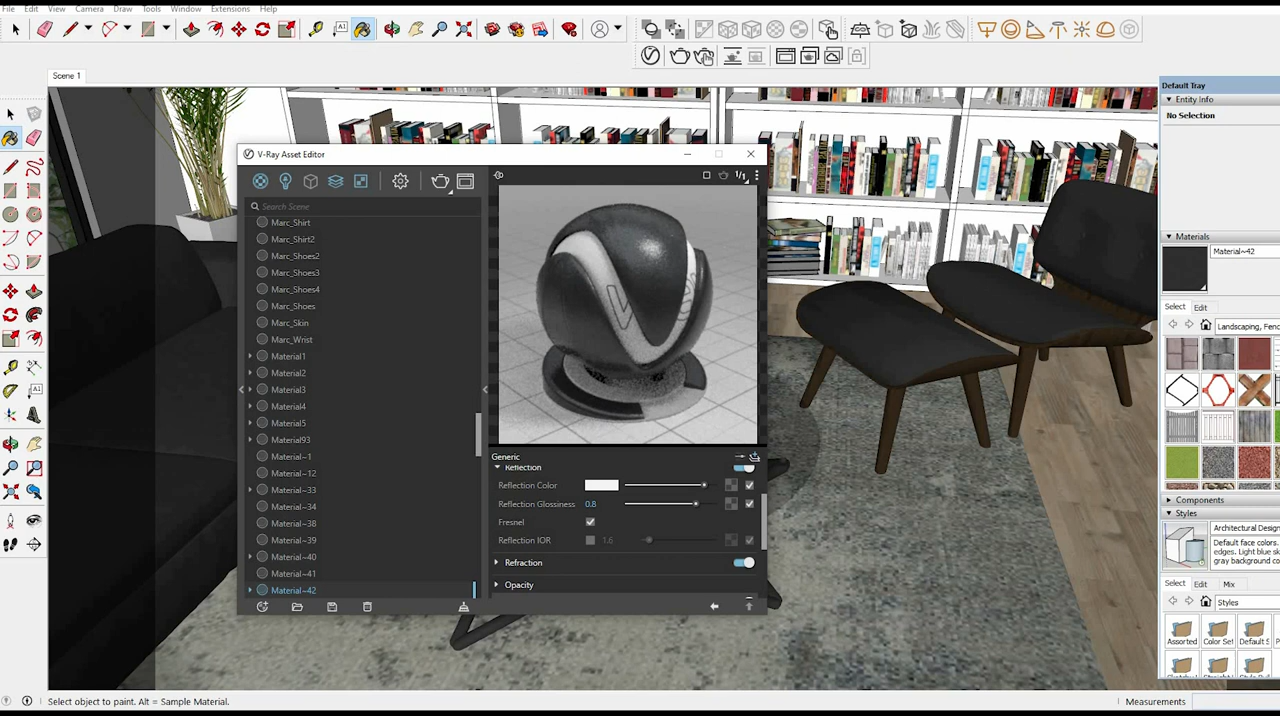 File Edit View Camera Draw Tools Window Extensions Help
Scene 1
Default Tray
Entity Info
No Selection
V-Ray Asset Editor
1/1
Search Scene
Marc_Shirt
Marc_Shirt2
Marc_Shoes2
Marc_Shoes3
Marc_Shoes4
Marc_Shoes
Marc_Skin
Marc_Wrist
Material1
Material2
Material3
Material4
Material5
Material93
Material~1
Material~12
Material~33
Material~34
Material~38
Material~39
Material~40
Material~41
Material~42
Generic
Reflection
Reflection Color
Reflection Glossiness 0.8
Fresnel
Reflection IOR 1.6
Refraction
Opacity
Materials
Material~42
Select Edit
Landscaping, Fenc
Components
Styles
Architectural Design
Default face colors.
edges. Light blue sk
gray background co
Select Edit Mix
Styles
Assorted Color Set Default S
Select object to paint. Alt = Sample Material.
Measurements